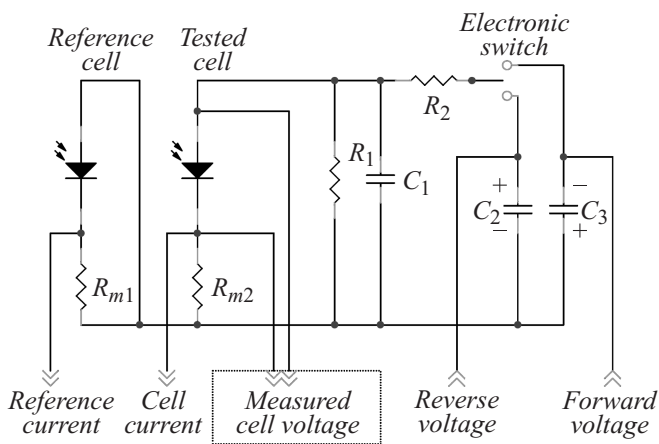 Reference
cell
Tested
cell
Electronic
switch
R2
R1
C1
+
−
C2
C3
−
+
Rm1
Rm2
Reference
current
Cell
current
Measured
cell voltage
Reverse
voltage
Forward
voltage